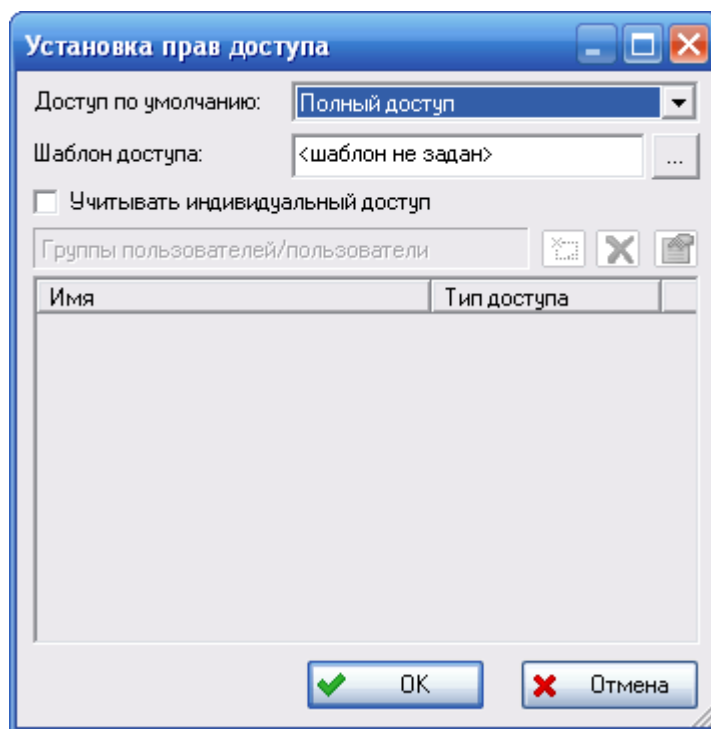 Установка прав доступа
Доступ по умолчанию: Полный доступ
Шаблон доступа: <шаблон не задан> ...
Учитывать индивидуальный доступ
Группы пользователей/пользователи
Имя Тип доступа
OK Отмена